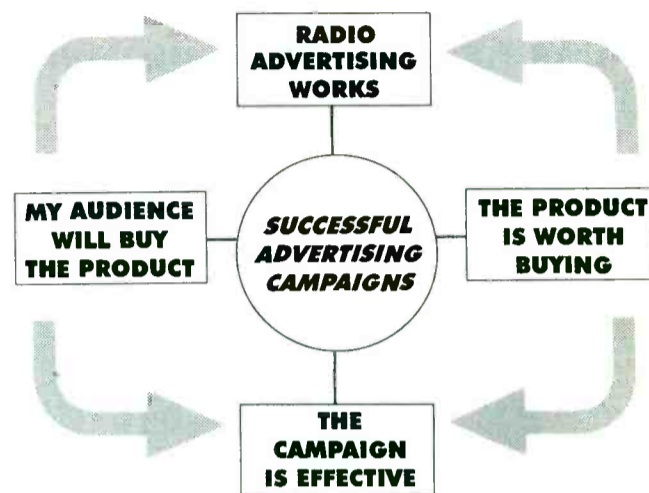 RADIO
ADVERTISING
WORKS
MY AUDIENCE
WILL BUY
THE PRODUCT
SUCCESSFUL
ADVERTISING
CAMPAIGNS
THE PRODUCT
IS WORTH
BUYING
THE
CAMPAIGN
IS EFFECTIVE